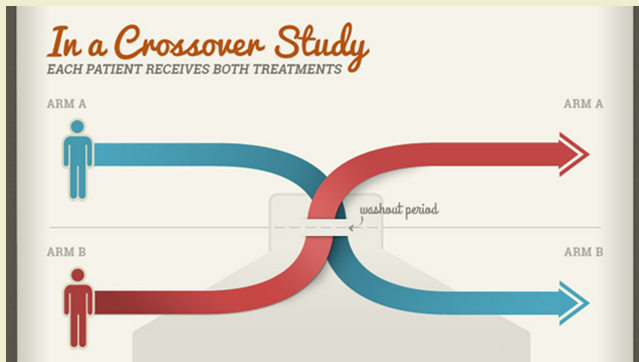 In a Crossover Study
EACH PATIENT RECEIVES BOTH TREATMENTS
ARM A
ARM A
washout period
ARM B
ARM B